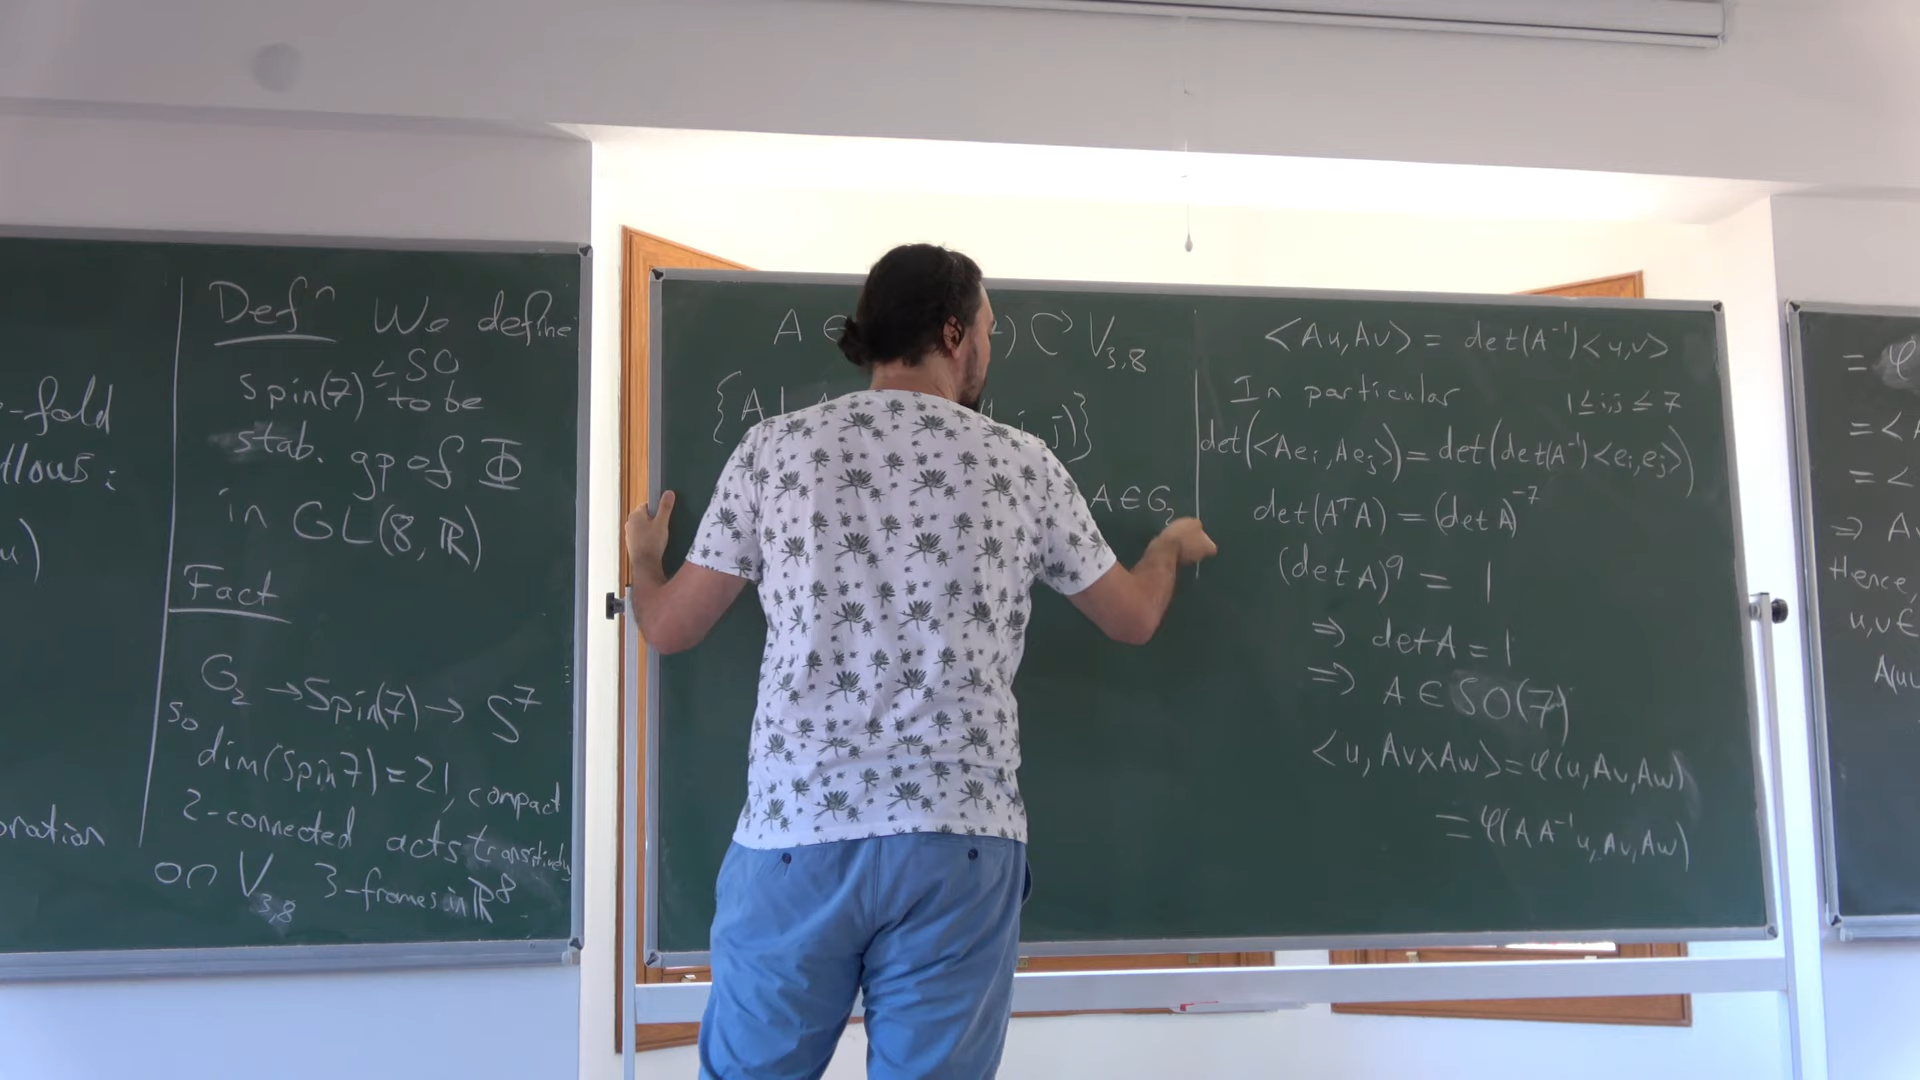 -fold
llows:
u)
oration
Defⁿ We define
≤ SO
Spin(7) to be
stab. gp of Φ
in GL(8, ℝ)
Fact
G₂ → Spin(7) → S⁷
So
dim(Spin7) = 21, compact
2-connected acts transitively
on V₃,₈ 3-frames in ℝ⁸
A ∈ ) ⊂ V₃,₈
{A | i, j)}
A ∈ G₂
<Au, Av> = det(A⁻¹)<u,v>
In particular 1 ≤ i,j ≤ 7
det(<Aeᵢ, Aeⱼ>) = det(det(A⁻¹)<eᵢ,eⱼ>)
det(AᵀA) = (det A)⁻⁷
(det A)⁹ = 1
⇒ det A = 1
⇒ A ∈ SO(7)
<u, Av×Aw> = φ(u, Av, Aw)
= φ(A A⁻¹u, Av, Aw)
= φ
= <A
= <
⇒ Av
Hence,
u,v ∈
A(u